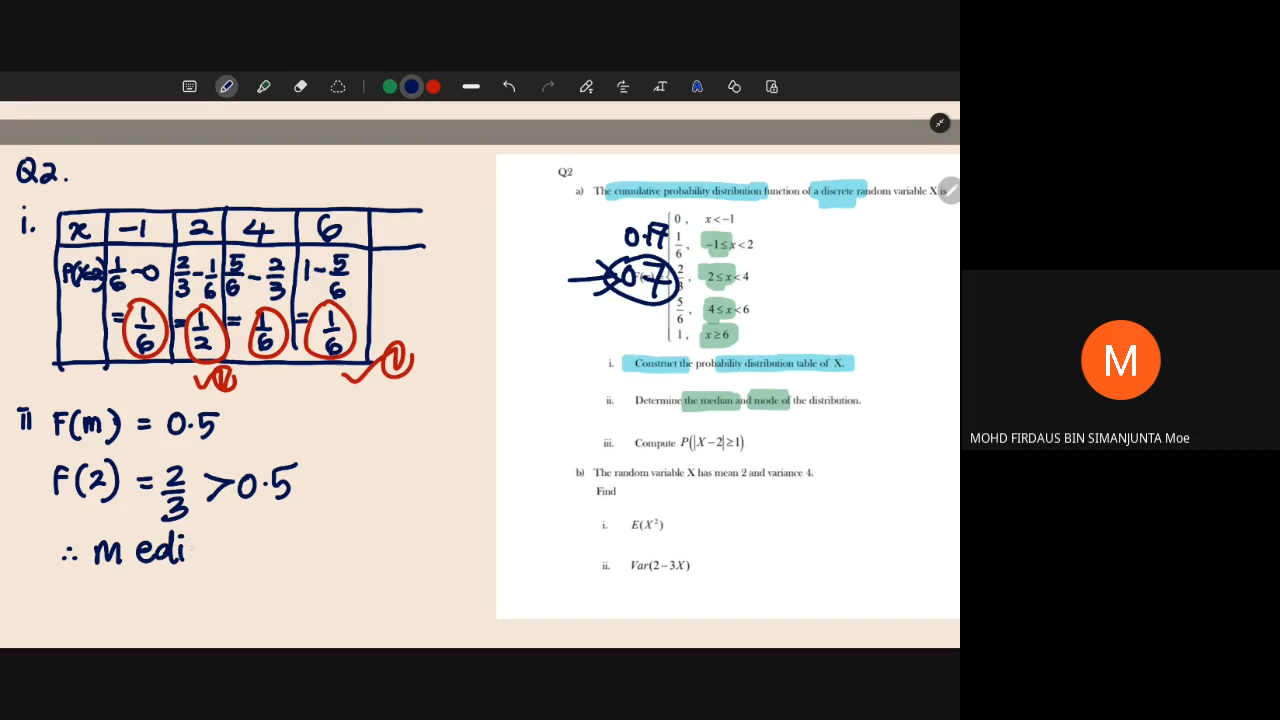 Q2.
i.
x -1 2 4 6
P(X=x) 1/6 - 0 2/3 - 1/6 5/6 - 2/3 1 - 5/6
= 1/6 = 1/2 = 1/6 = 1/6
① ①
ii F(m) = 0.5
F(2) = 2/3 > 0.5
∴ m edi
Q2
a) The cumulative probability distribution function of a discrete random variable X is
0 , x < -1
0.17 1/6 , -1 ≤ x < 2
0.7 2/3 , 2 ≤ x < 4
5/6 , 4 ≤ x < 6
1 , x ≥ 6
i. Construct the probability distribution table of X.
ii. Determine the median and mode of the distribution.
iii. Compute P(|X-2| ≥ 1)
b) The random variable X has mean 2 and variance 4.
Find
i. E(X²)
ii. Var(2-3X)
M
MOHD FIRDAUS BIN SIMANJUNTA Moe